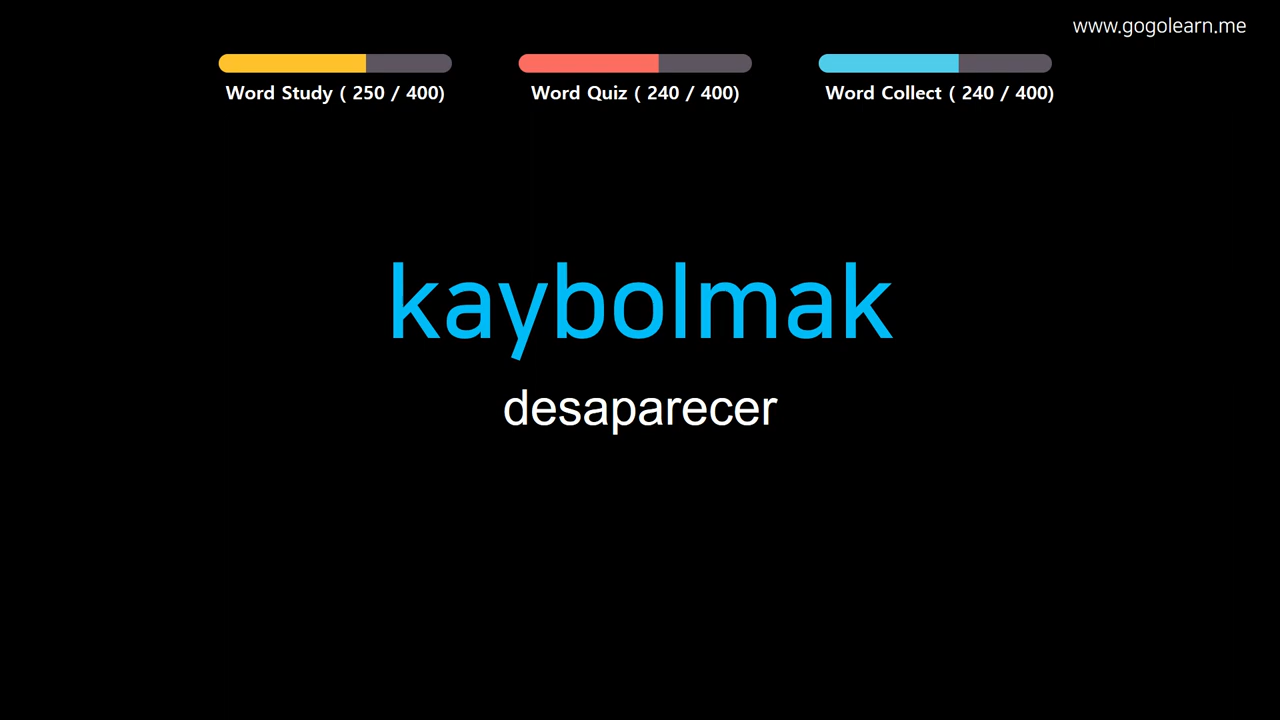 www.gogolearn.me
Word Study ( 250 / 400)
Word Quiz ( 240 / 400)
Word Collect ( 240 / 400)
kaybolmak
desaparecer